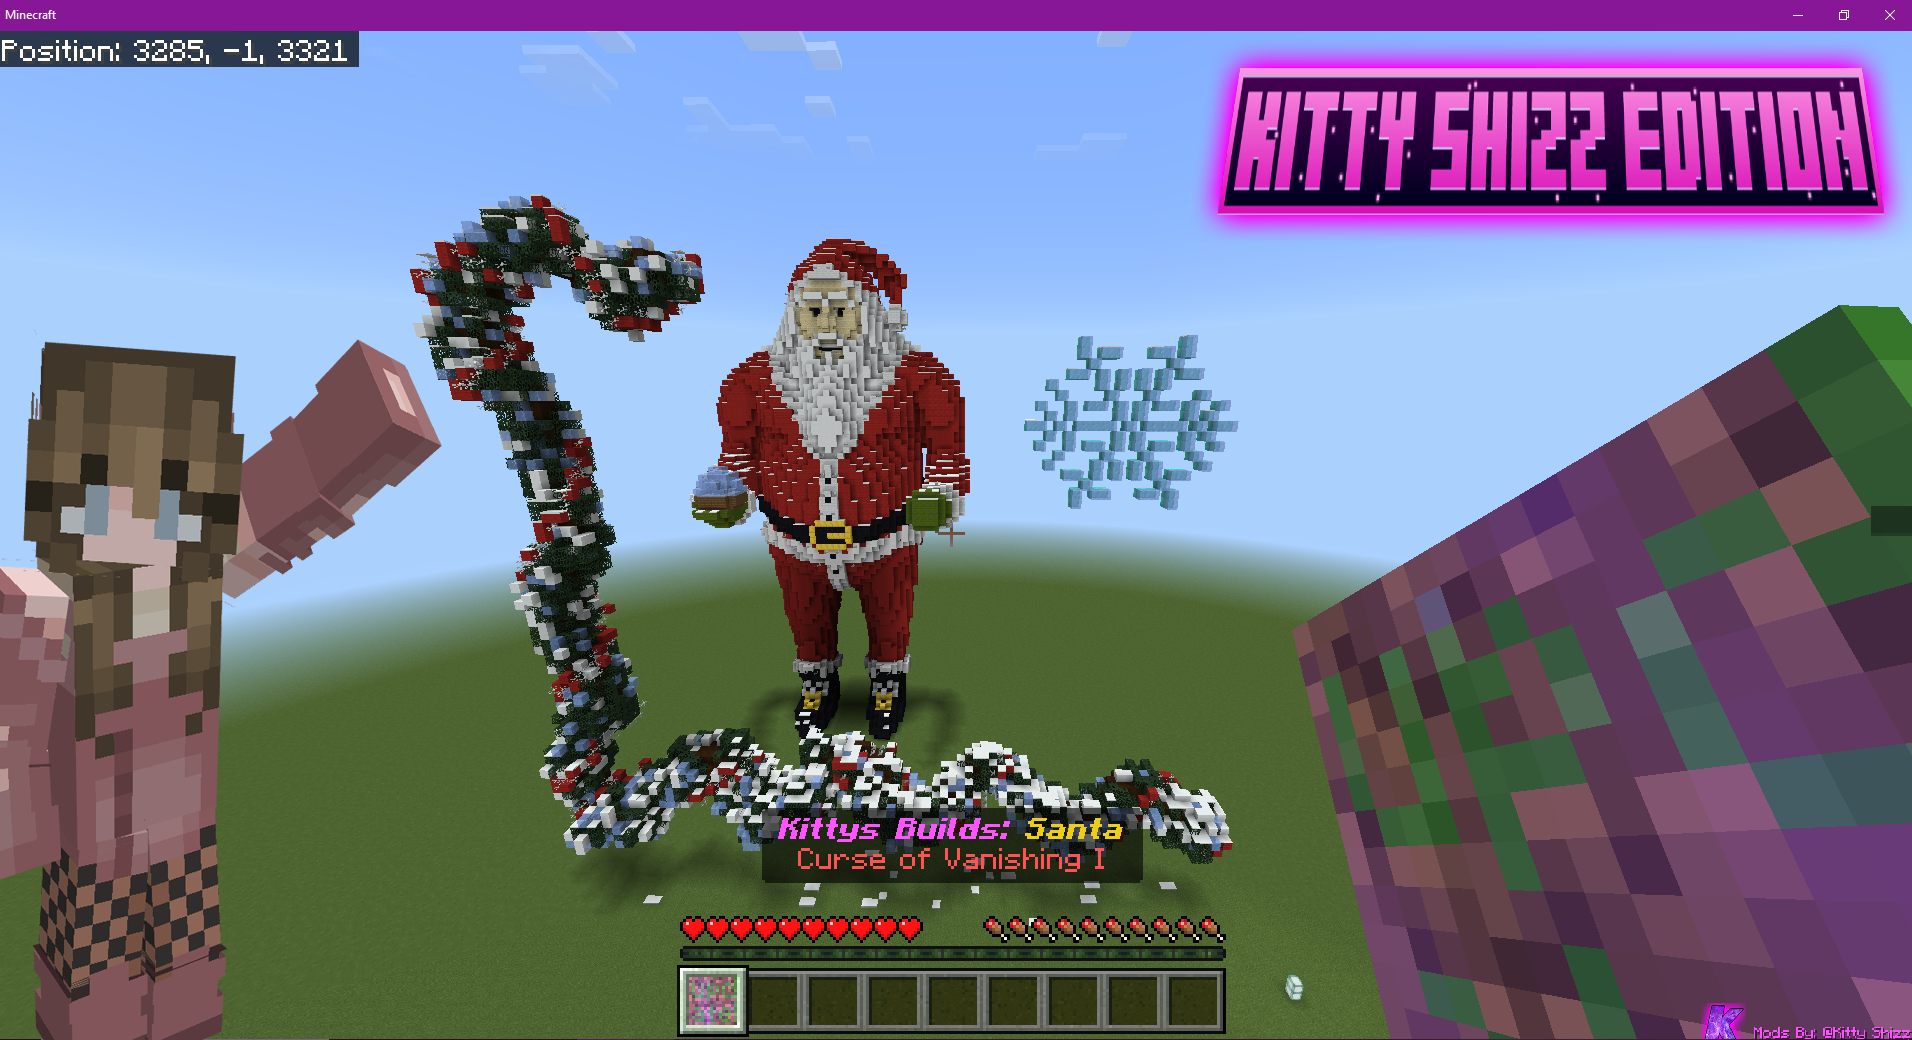 Minecraft
Position: 3285, -1, 3321
KITTY SHIZZ EDITION
Kittys Builds: Santa
Curse of Vanishing I
K
Mods By: @Kitty Shizz